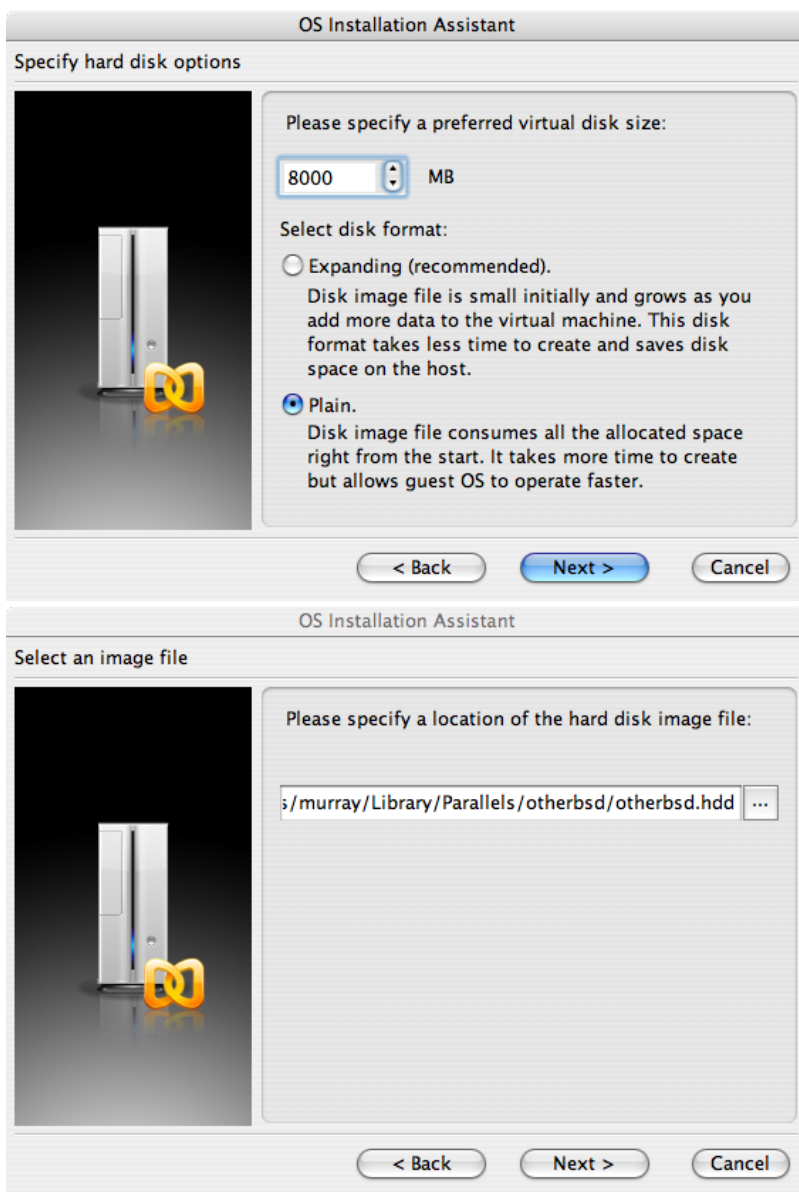 OS Installation Assistant
Specify hard disk options
Please specify a preferred virtual disk size:
8000 MB
Select disk format:
Expanding (recommended).
Disk image file is small initially and grows as you
add more data to the virtual machine. This disk
format takes less time to create and saves disk
space on the host.
Plain.
Disk image file consumes all the allocated space
right from the start. It takes more time to create
but allows guest OS to operate faster.
< Back Next > Cancel
OS Installation Assistant
Select an image file
Please specify a location of the hard disk image file:
s/murray/Library/Parallels/otherbsd/otherbsd.hdd ...
< Back Next > Cancel